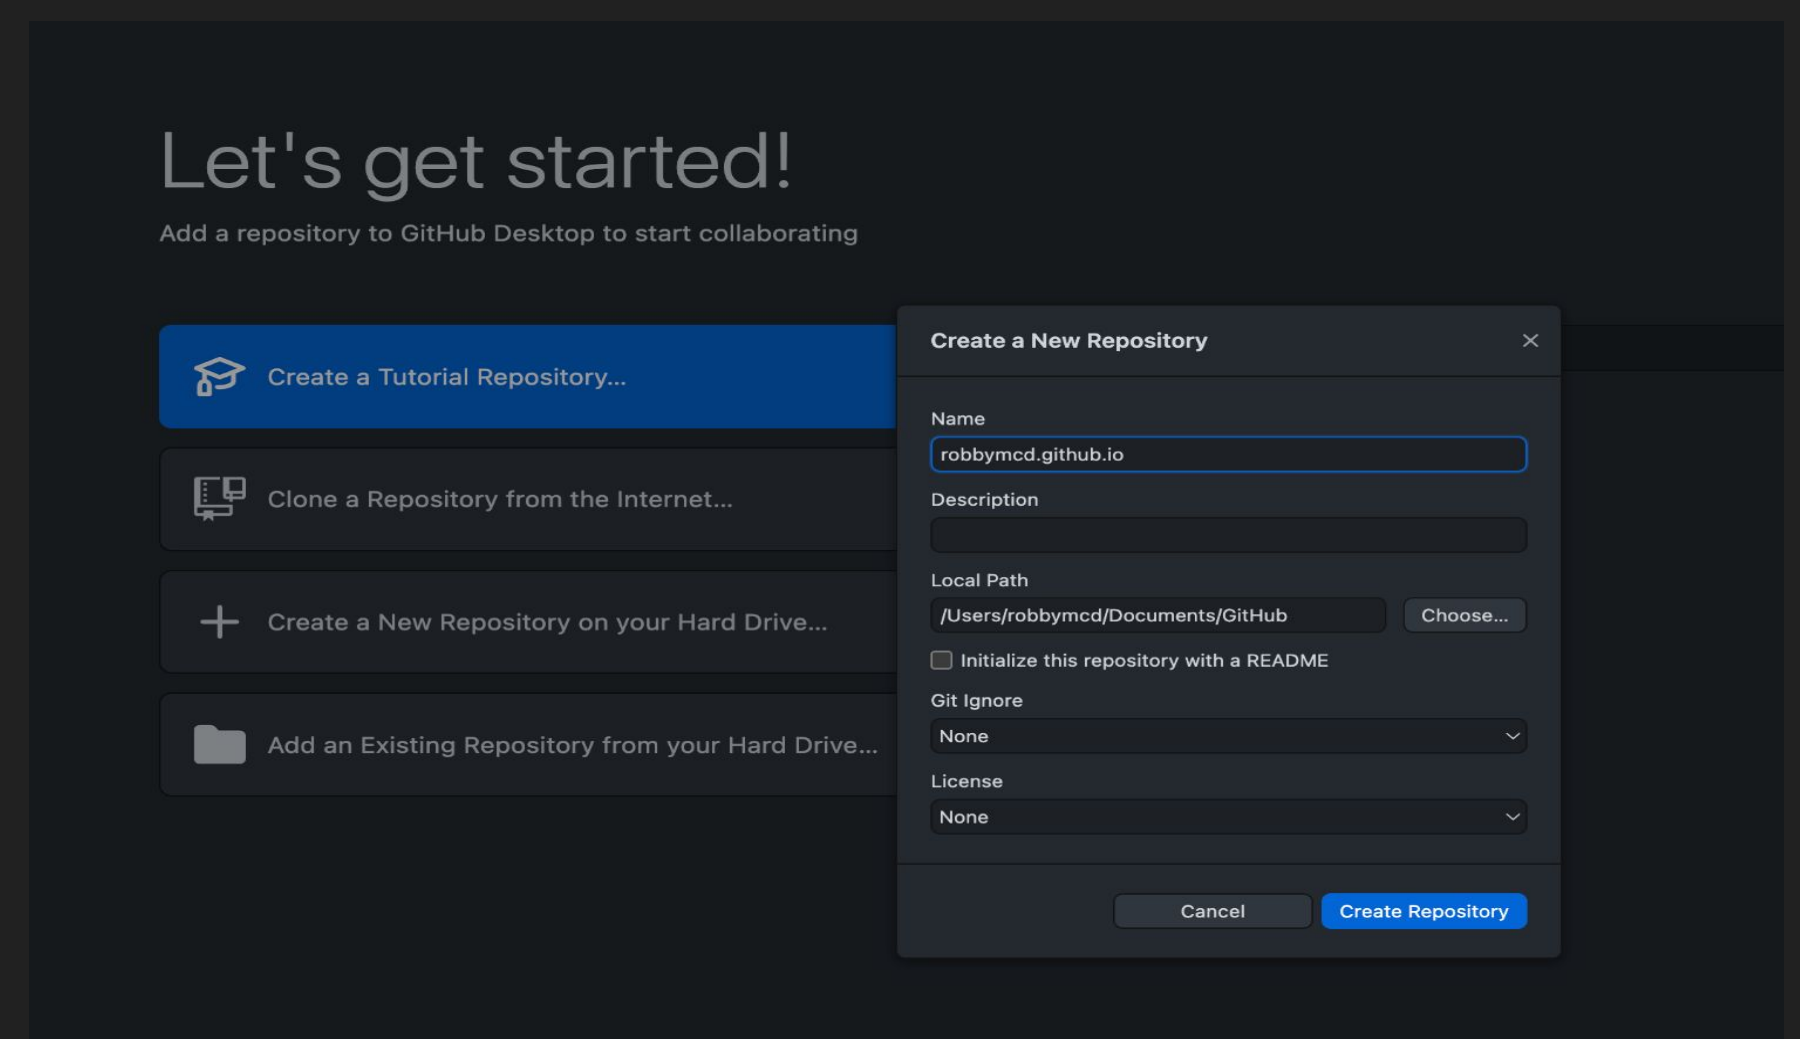 Let's get started!
Add a repository to GitHub Desktop to start collaborating
Create a Tutorial Repository...
Clone a Repository from the Internet...
Create a New Repository on your Hard Drive...
Add an Existing Repository from your Hard Drive...
Create a New Repository
Name
robbymcd.github.io
Description
Local Path
/Users/robbymcd/Documents/GitHub
Choose...
Initialize this repository with a README
Git Ignore
None
License
None
Cancel
Create Repository